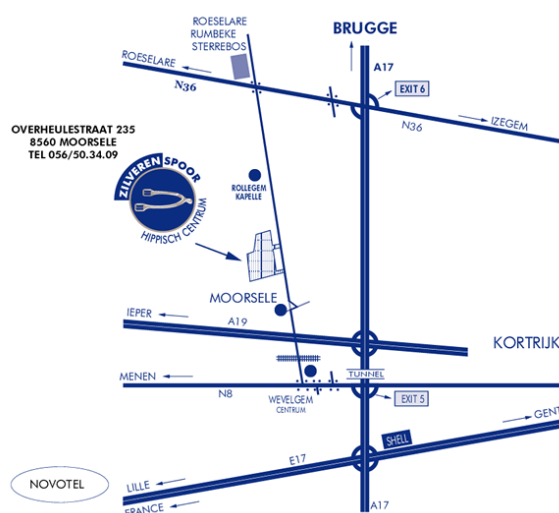 ROESELARE
RUMBEKE
STERREBOS
BRUGGE
A17
ROESELARE
N36
EXIT 6
IZEGEM
N36
OVERHEULESTRAAT 235
8560 MOORSELE
TEL 056/50.34.09
ZILVEREN SPOOR
HIPPISCH CENTRUM
ROLLEGEM
KAPELLE
MOORSELE
IEPER
A19
KORTRIJK
MENEN
TUNNEL
N8
WEVELGEM
CENTRUM
EXIT 5
GENT
SHELL
E17
NOVOTEL
LILLE
FRANCE
A17